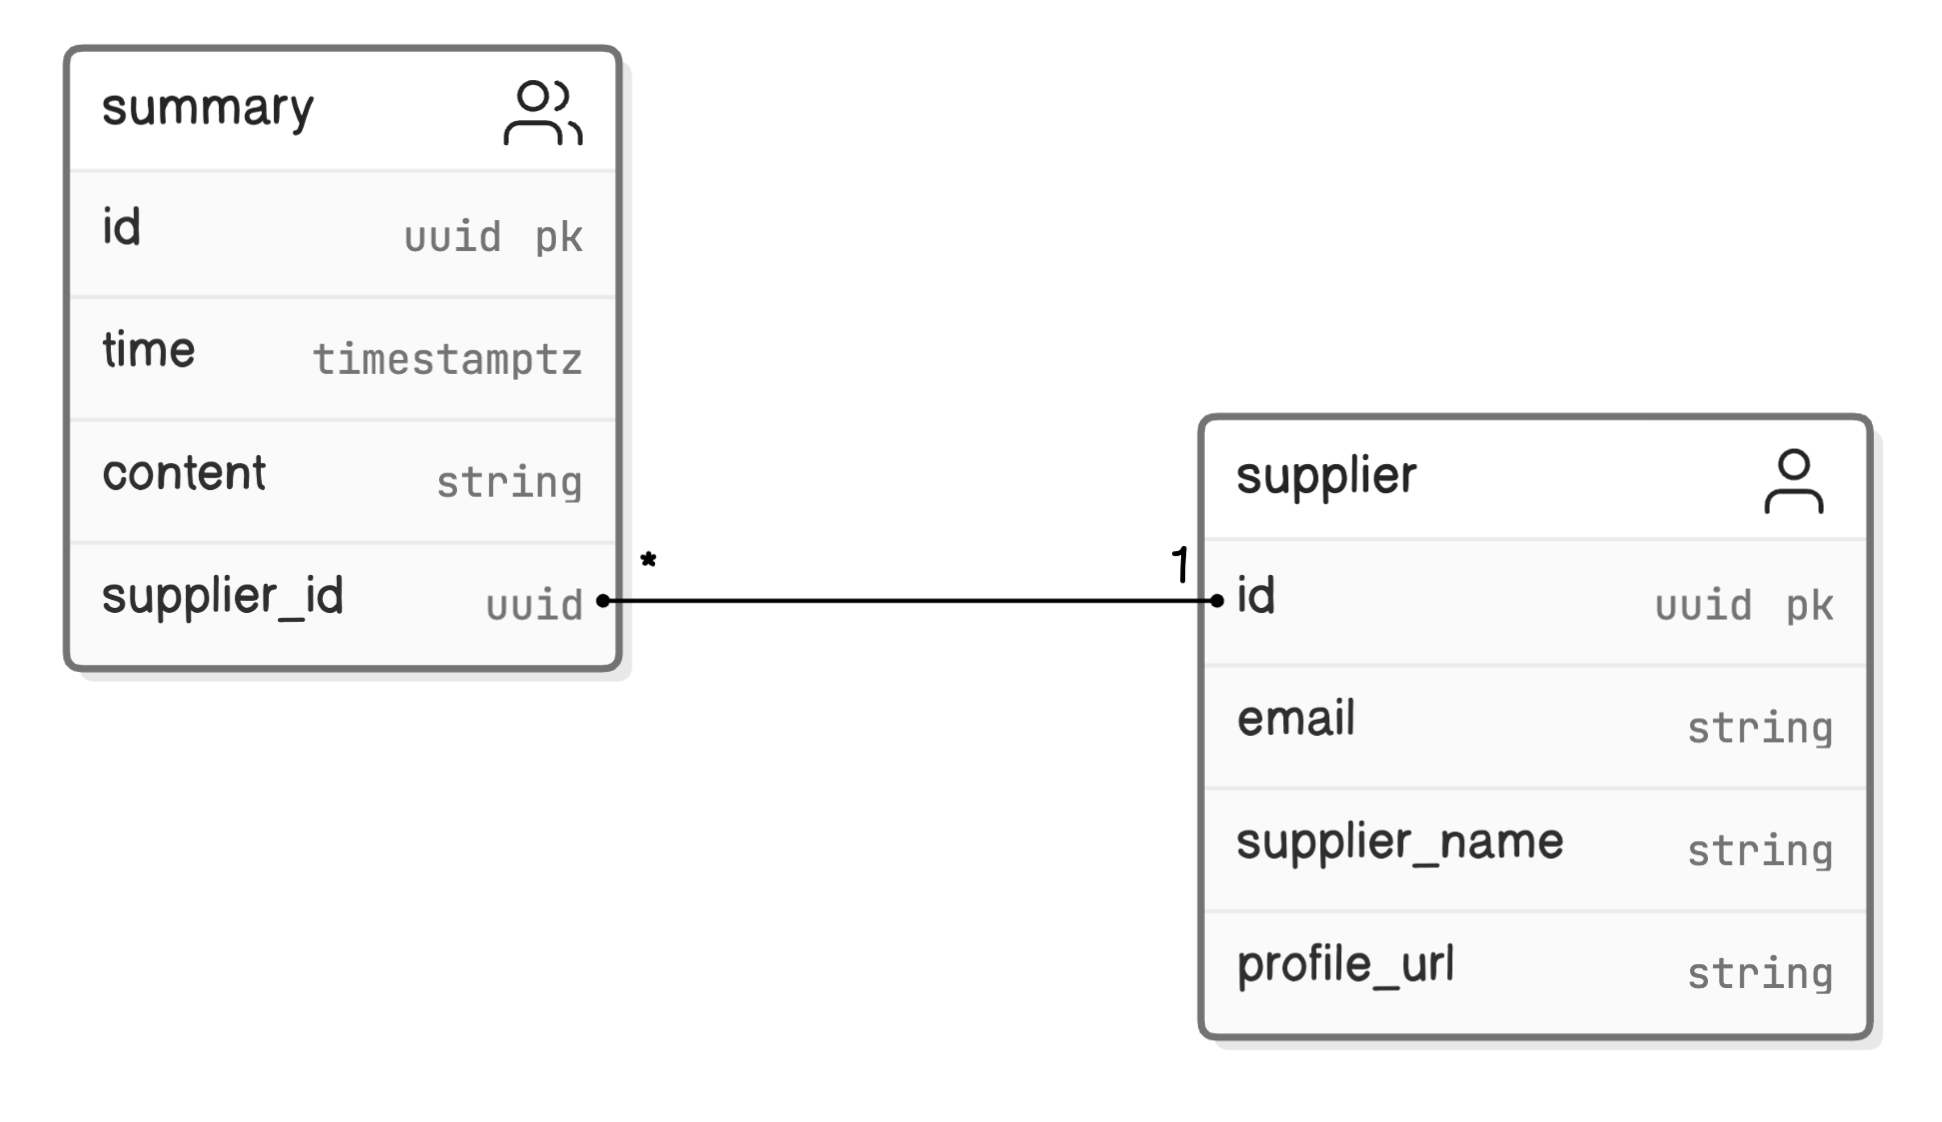 summary
id uuid pk
time timestamptz
content string
supplier_id uuid
* 1
supplier
id uuid pk
email string
supplier_name string
profile_url string